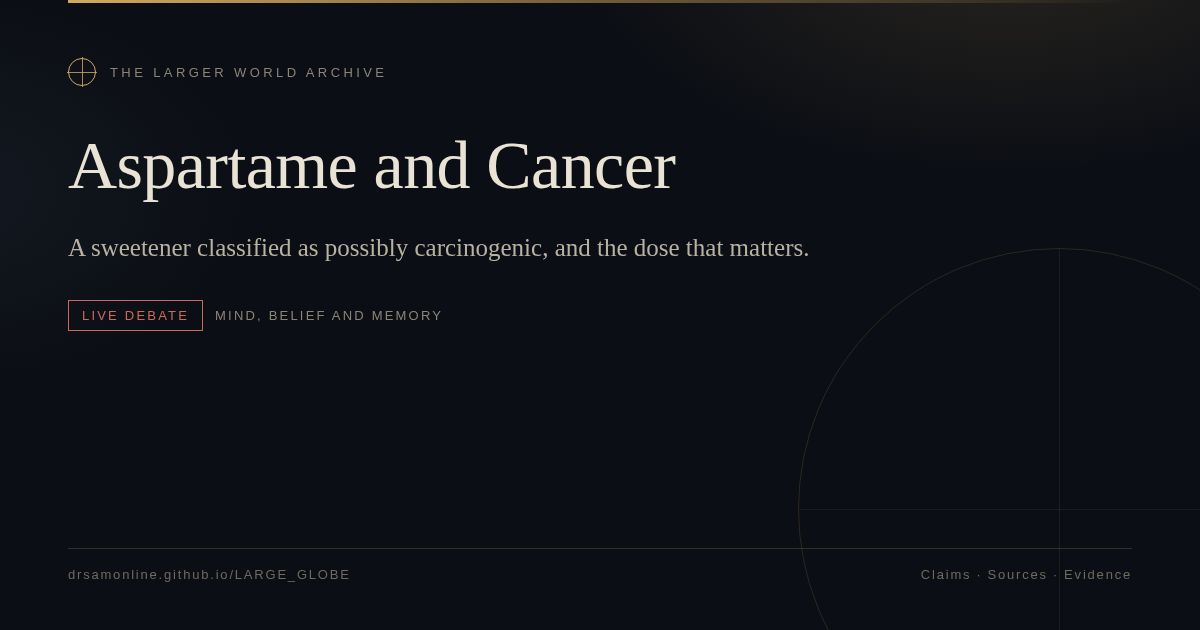 THE LARGER WORLD ARCHIVE
Aspartame and Cancer
A sweetener classified as possibly carcinogenic, and the dose that matters.
LIVE DEBATE
MIND, BELIEF AND MEMORY
drsamonline.github.io/LARGE_GLOBE
Claims · Sources · Evidence